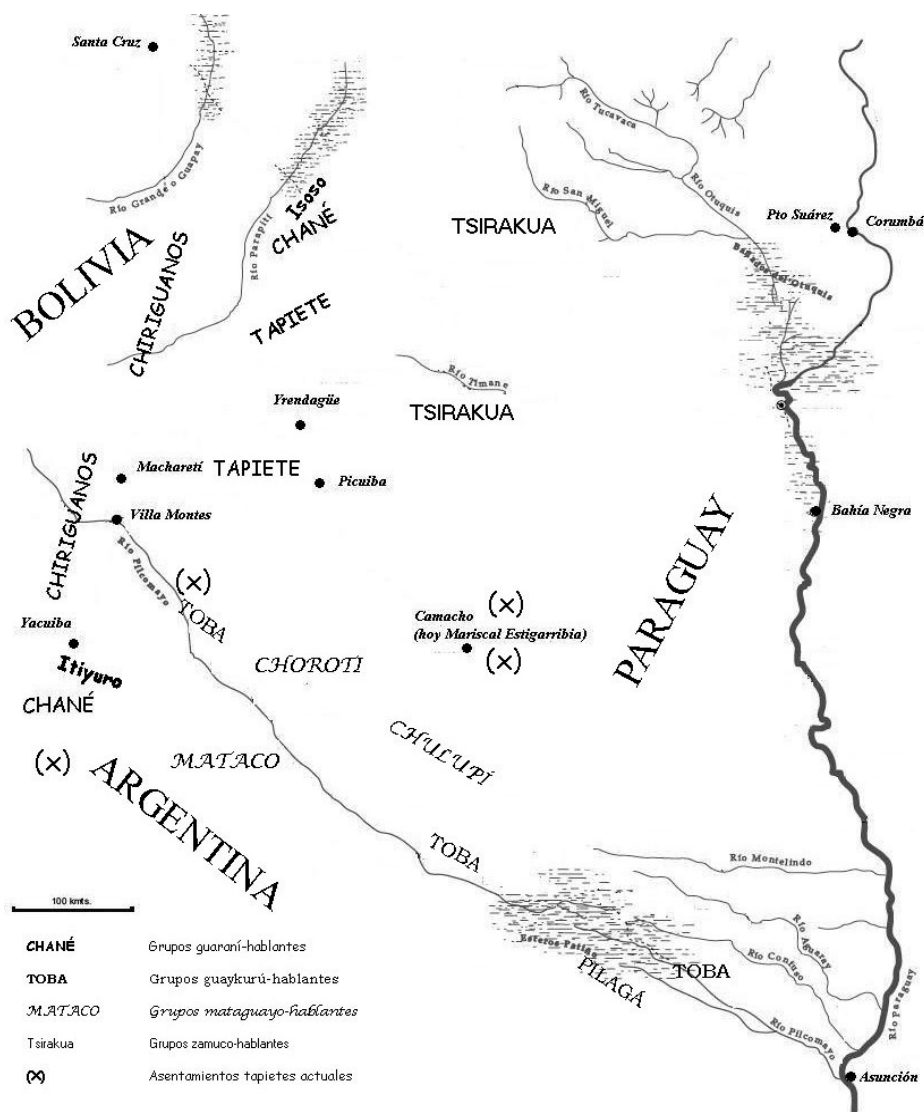 Santa Cruz
Río Grande o Guapay
Río Parapití
Isoso
CHANÉ
BOLIVIA
CHIRIGUANOS
TAPIETE
Río Tucavaca
Río San Miguel
Río Otuquis
TSIRAKUA
Pto Suárez
Corumbá
Bañados del Otuquis
Río Timane
TSIRAKUA
Yrendagüe
Macharetí
TAPIETE
Picuiba
CHIRIGUANOS
Villa Montes
Río Pilcomayo
Bahía Negra
PARAGUAY
(x)
TOBA
(x)
Camacho
(hoy Mariscal Estigarribia)
(x)
Yacuiba
Itiyuro
CHANÉ
CHOROTI
(x)
MATACO
CHULUPÍ
ARGENTINA
TOBA
Río Montelindo
Río Aguaray
Río Confuso
Esteros Patiño
PILAGÁ
TOBA
Río Pilcomayo
Río Paraguay
Asunción
100 kmts.
CHANÉ Grupos guaraní-hablantes
TOBA Grupos guaykurú-hablantes
MATACO Grupos mataguayo-hablantes
Tsirakua Grupos zamuco-hablantes
(x) Asentamientos tapietes actuales